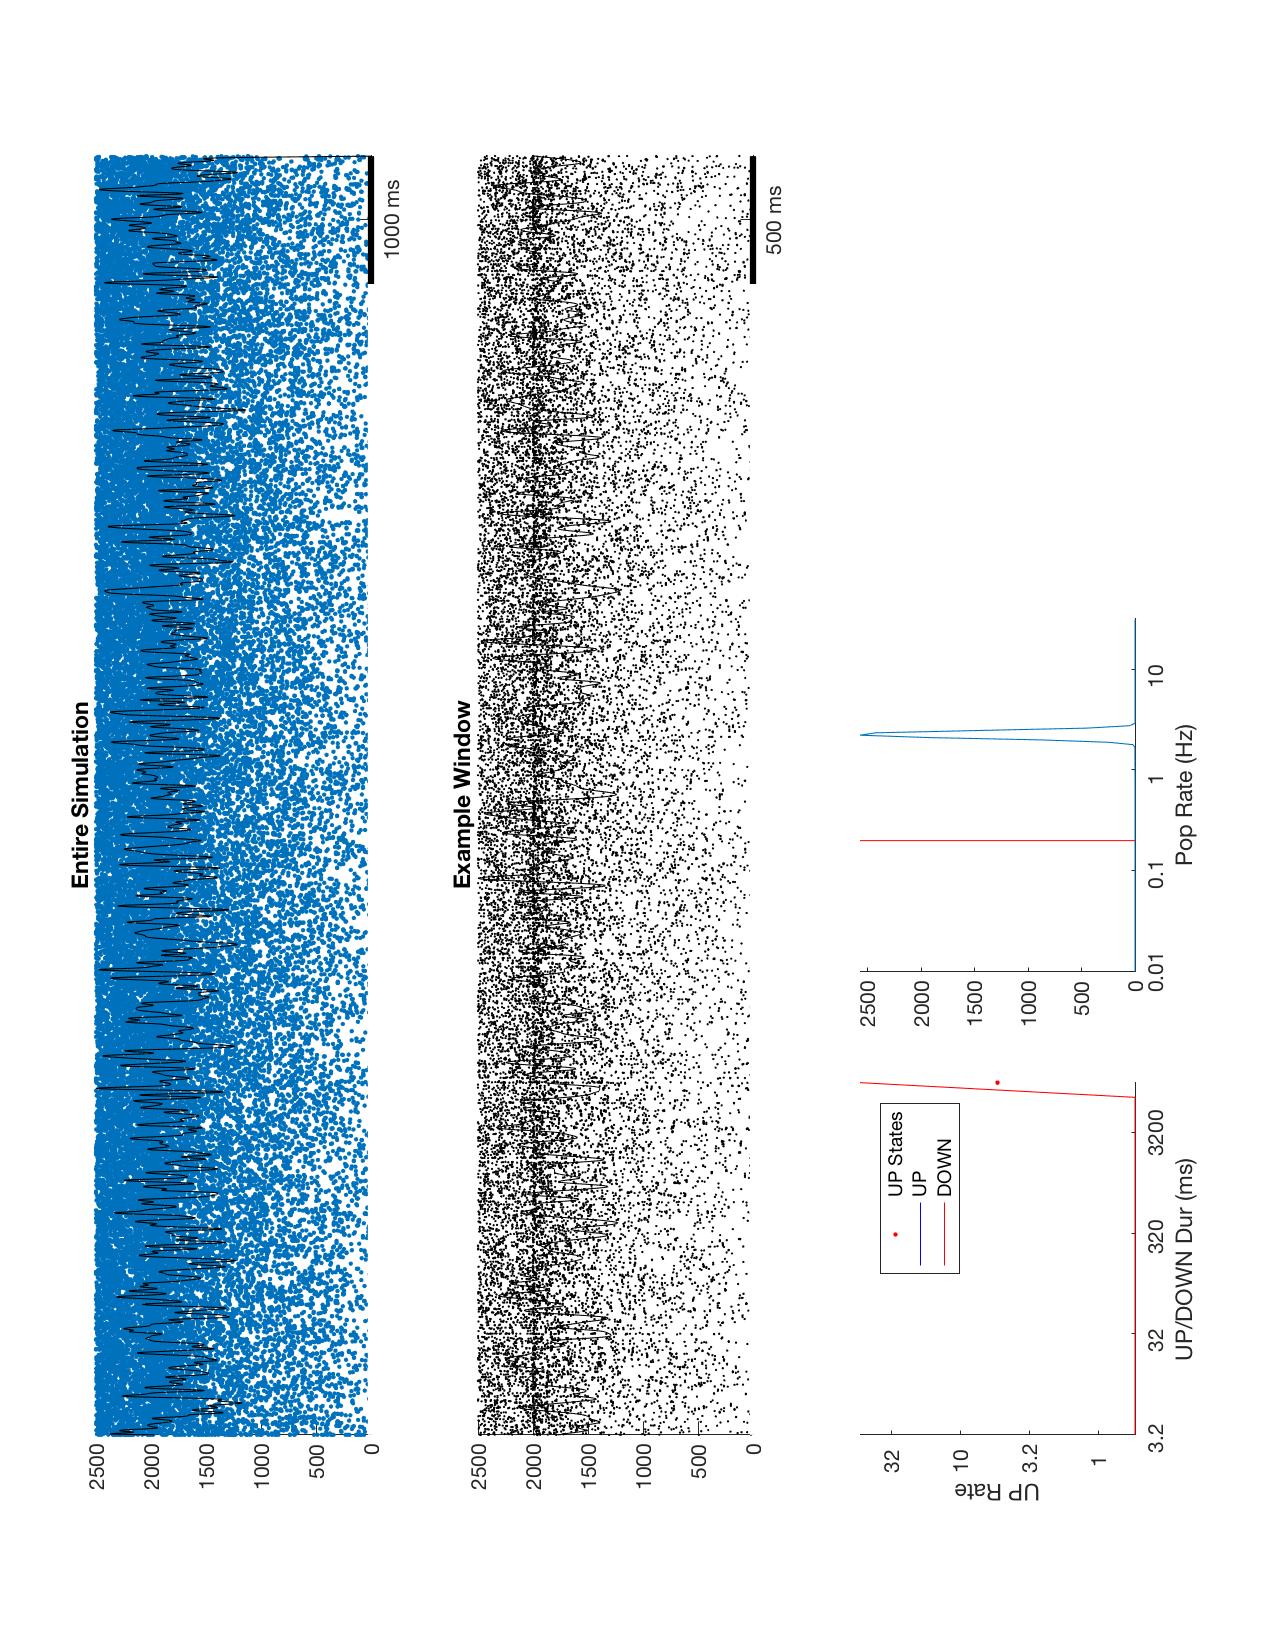 Entire Simulation
2500
2000
1500
1000
500
0
1000 ms
Example Window
2500
2000
1500
1000
500
0
500 ms
UP Rate
32
10
3.2
1
UP States
UP
DOWN
3.2 32 320 3200
UP/DOWN Dur (ms)
2500
2000
1500
1000
500
0
0.01 0.1 1 10
Pop Rate (Hz)